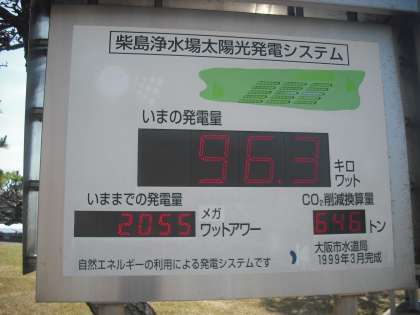 柴島浄水場太陽光発電システム
いまの発電量
96.3 キロワット
いままでの発電量
2.055 メガワットアワー
CO₂削減換算量
646 トン
大阪市水道局
1999年3月完成
自然エネルギーの利用による発電システムです